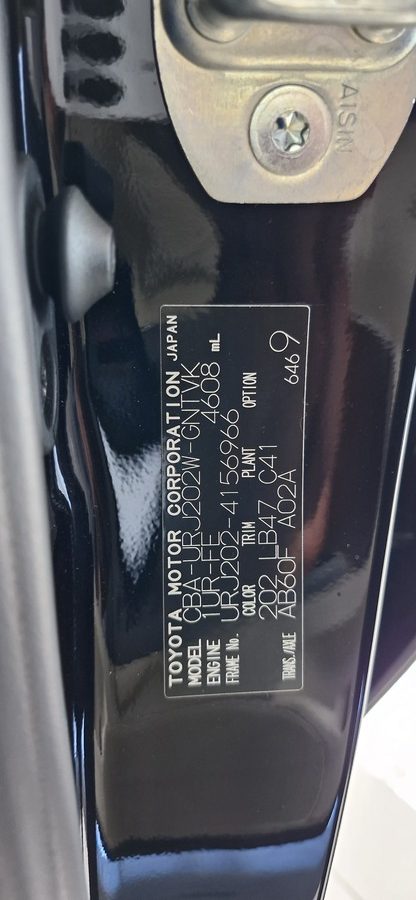 AISIN
TOYOTA MOTOR CORPORATION JAPAN
MODEL CBA-URJ202W-GNTVK
ENGINE 1UR-FE 4608 mL
FRAME No. URJ202-4156966
COLOR TRIM PLANT OPTION
202 LB47 C41
TRANS./AXLE AB60F A02A 6469